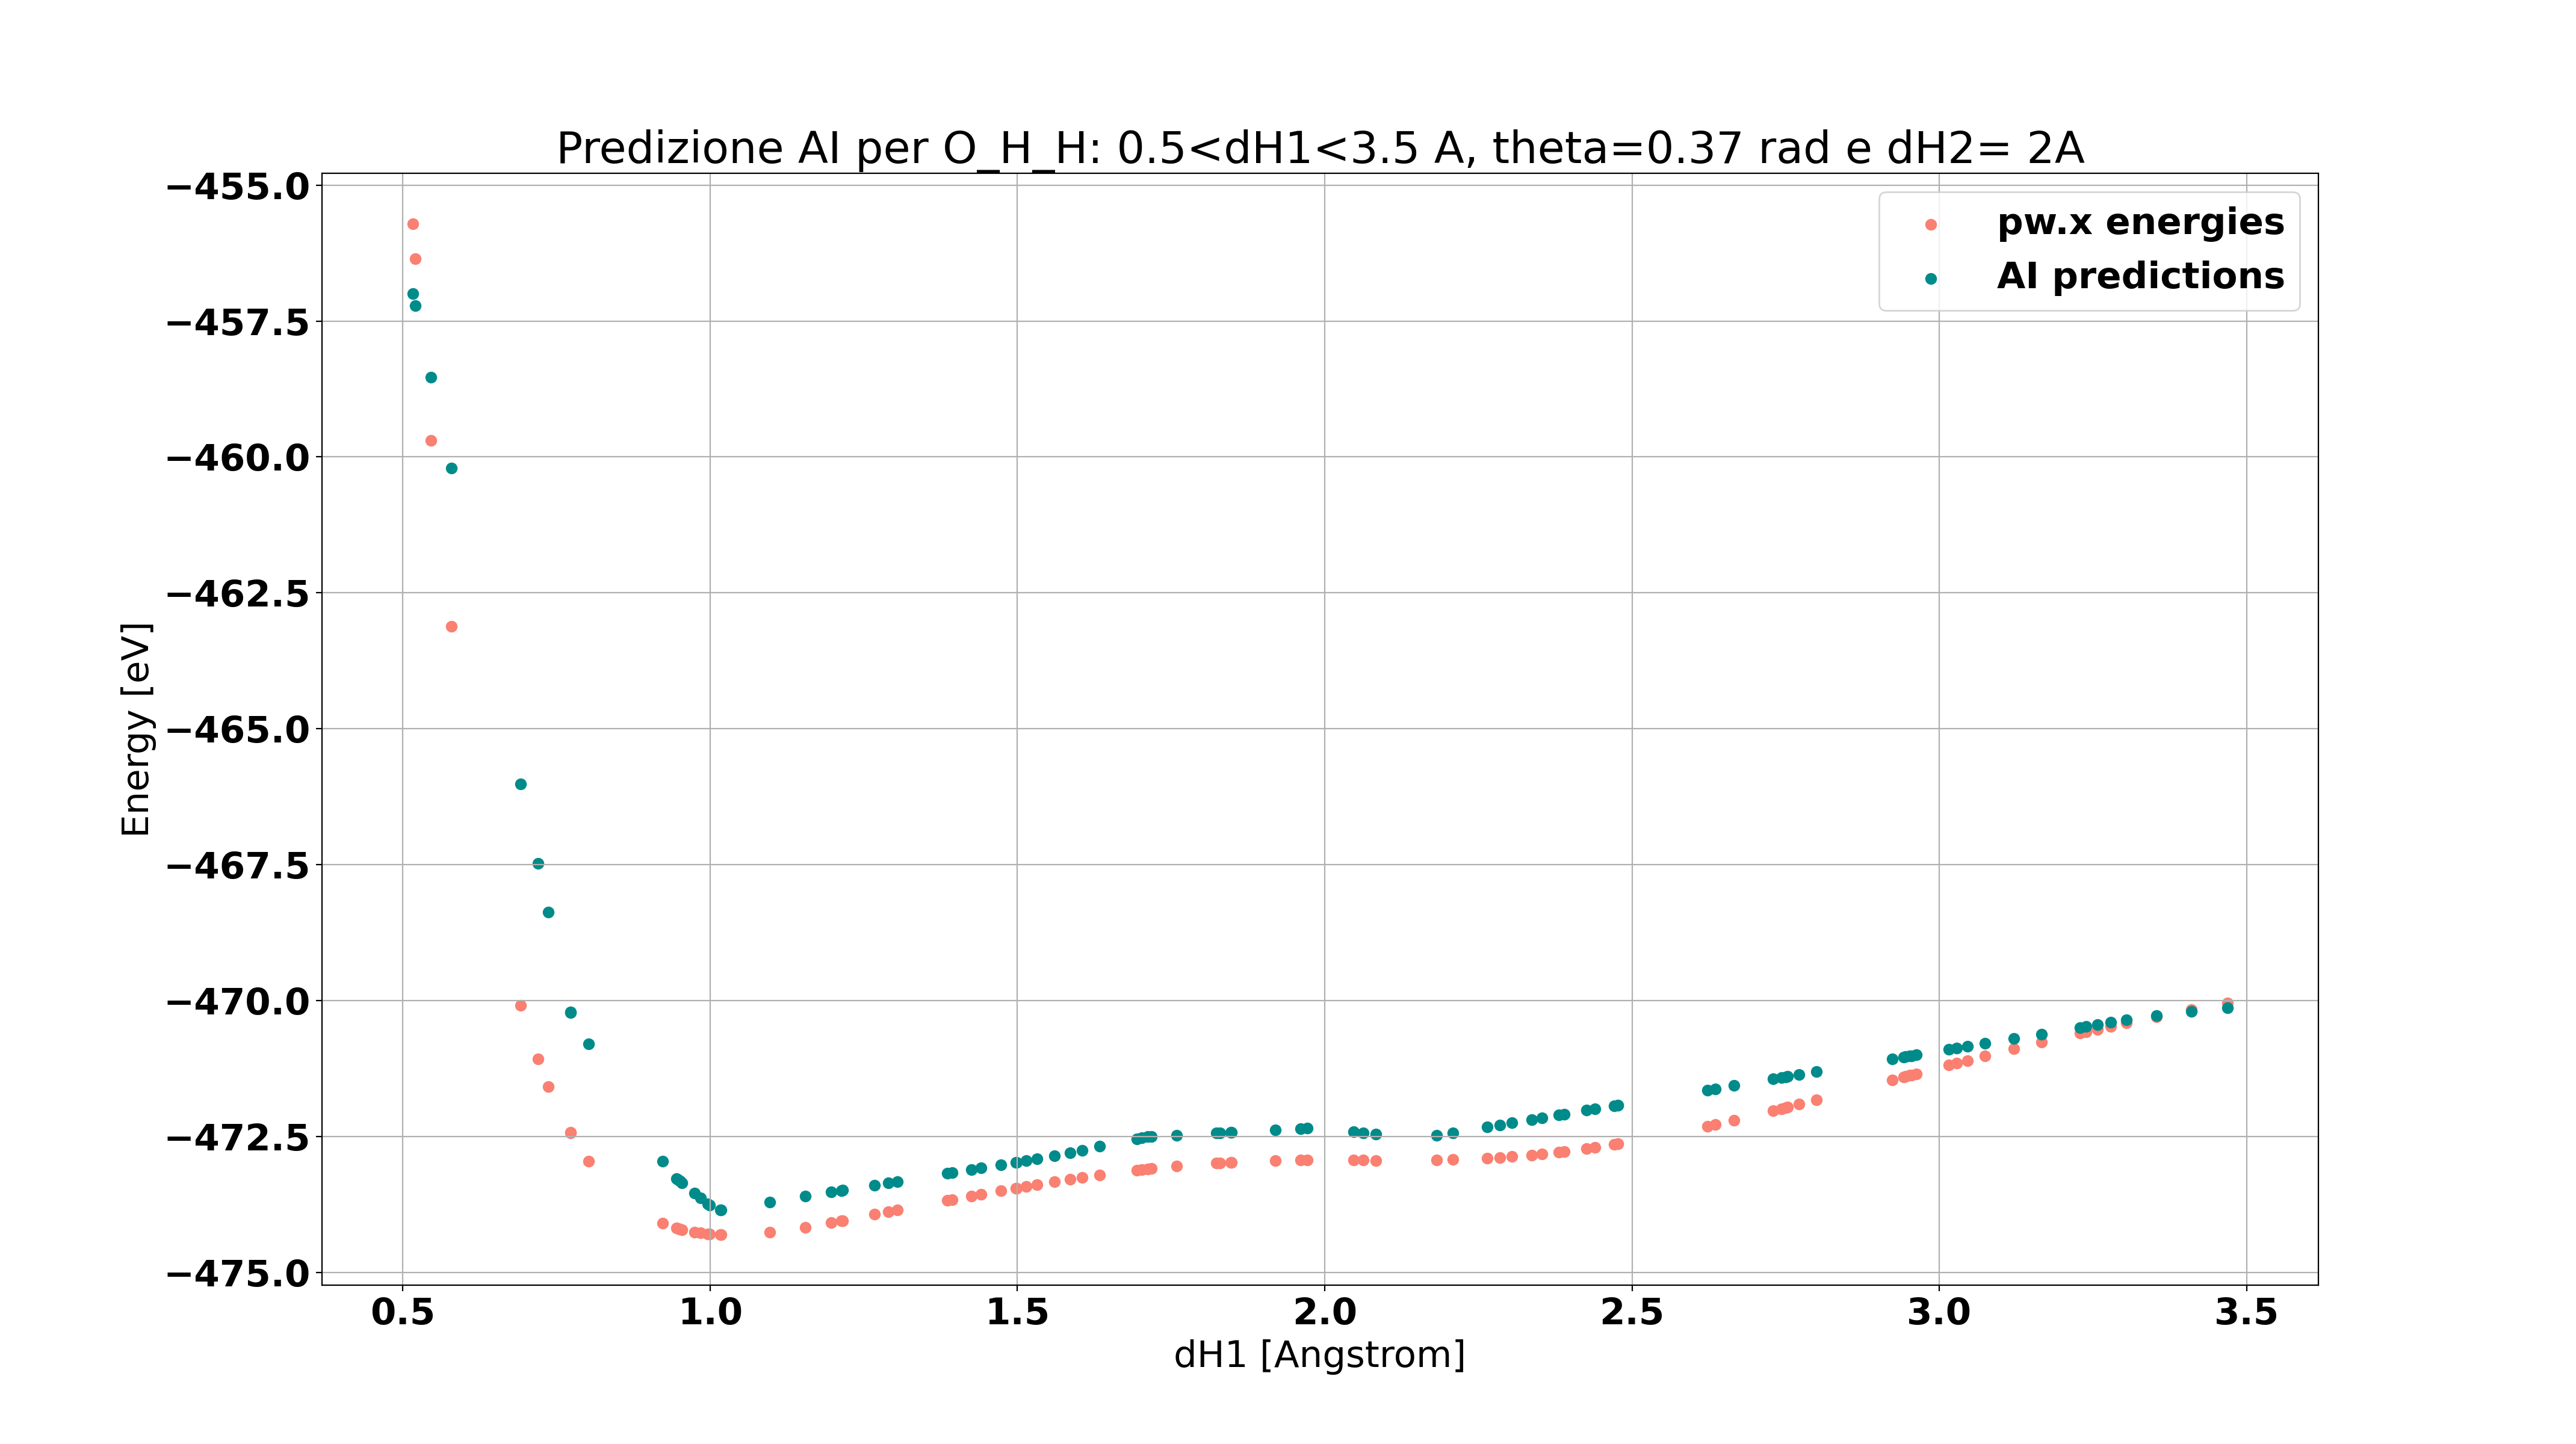 Predizione AI per O_H_H: 0.5<dH1<3.5 A, theta=0.37 rad e dH2= 2A
−455.0
−457.5
−460.0
−462.5
−465.0
−467.5
−470.0
−472.5
−475.0
Energy [eV]
pw.x energies
AI predictions
0.5 1.0 1.5 2.0 2.5 3.0 3.5
dH1 [Angstrom]